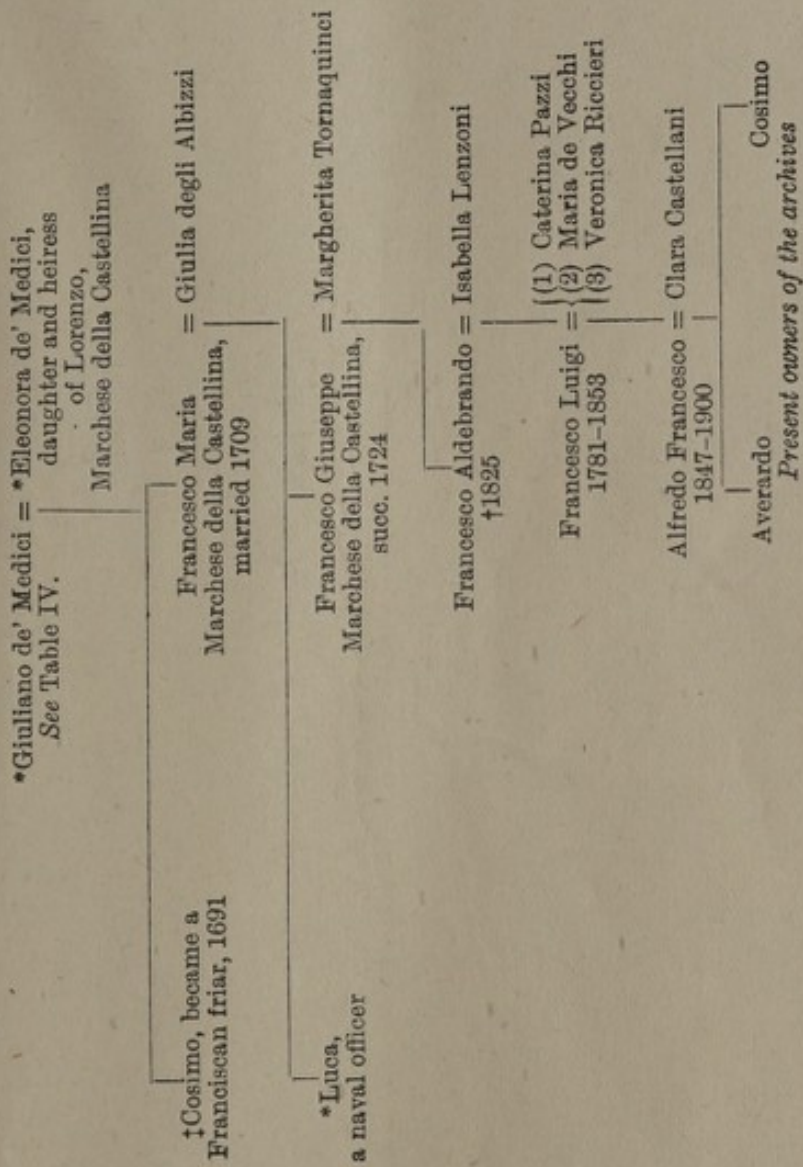 *Giuliano de' Medici = *Eleonora de' Medici,
See Table IV.
daughter and heiress
of Lorenzo,
Marchese della Castellina
‡Cosimo, became a
Franciscan friar, 1691
Francesco Maria = Giulia degli Albizzi
Marchese della Castellina,
married 1709
*Luca,
a naval officer
Francesco Giuseppe = Margherita Tornaquinci
Marchese della Castellina,
succ. 1724
Francesco Aldebrando = Isabella Lenzoni
†1825
Francesco Luigi = {(1) Caterina Pazzi
(2) Maria de Vecchi
(3) Veronica Riccieri
1781-1853
Alfredo Francesco = Clara Castellani
1847-1900
Averardo Cosimo
Present owners of the archives